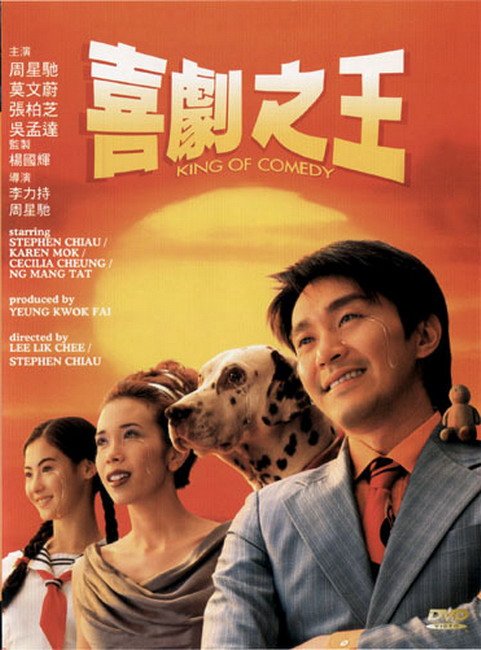 喜劇之王
KING OF COMEDY
主演
周星馳
莫文蔚
張柏芝
吳孟達
監製
楊國輝
導演
李力持
周星馳
starring
STEPHEN CHIAU /
KAREN MOK /
CECILIA CHEUNG /
NG MANG TAT
produced by
YEUNG KWOK FAI
directed by
LEE LIK CHEE /
STEPHEN CHIAU
DVD
VIDEO